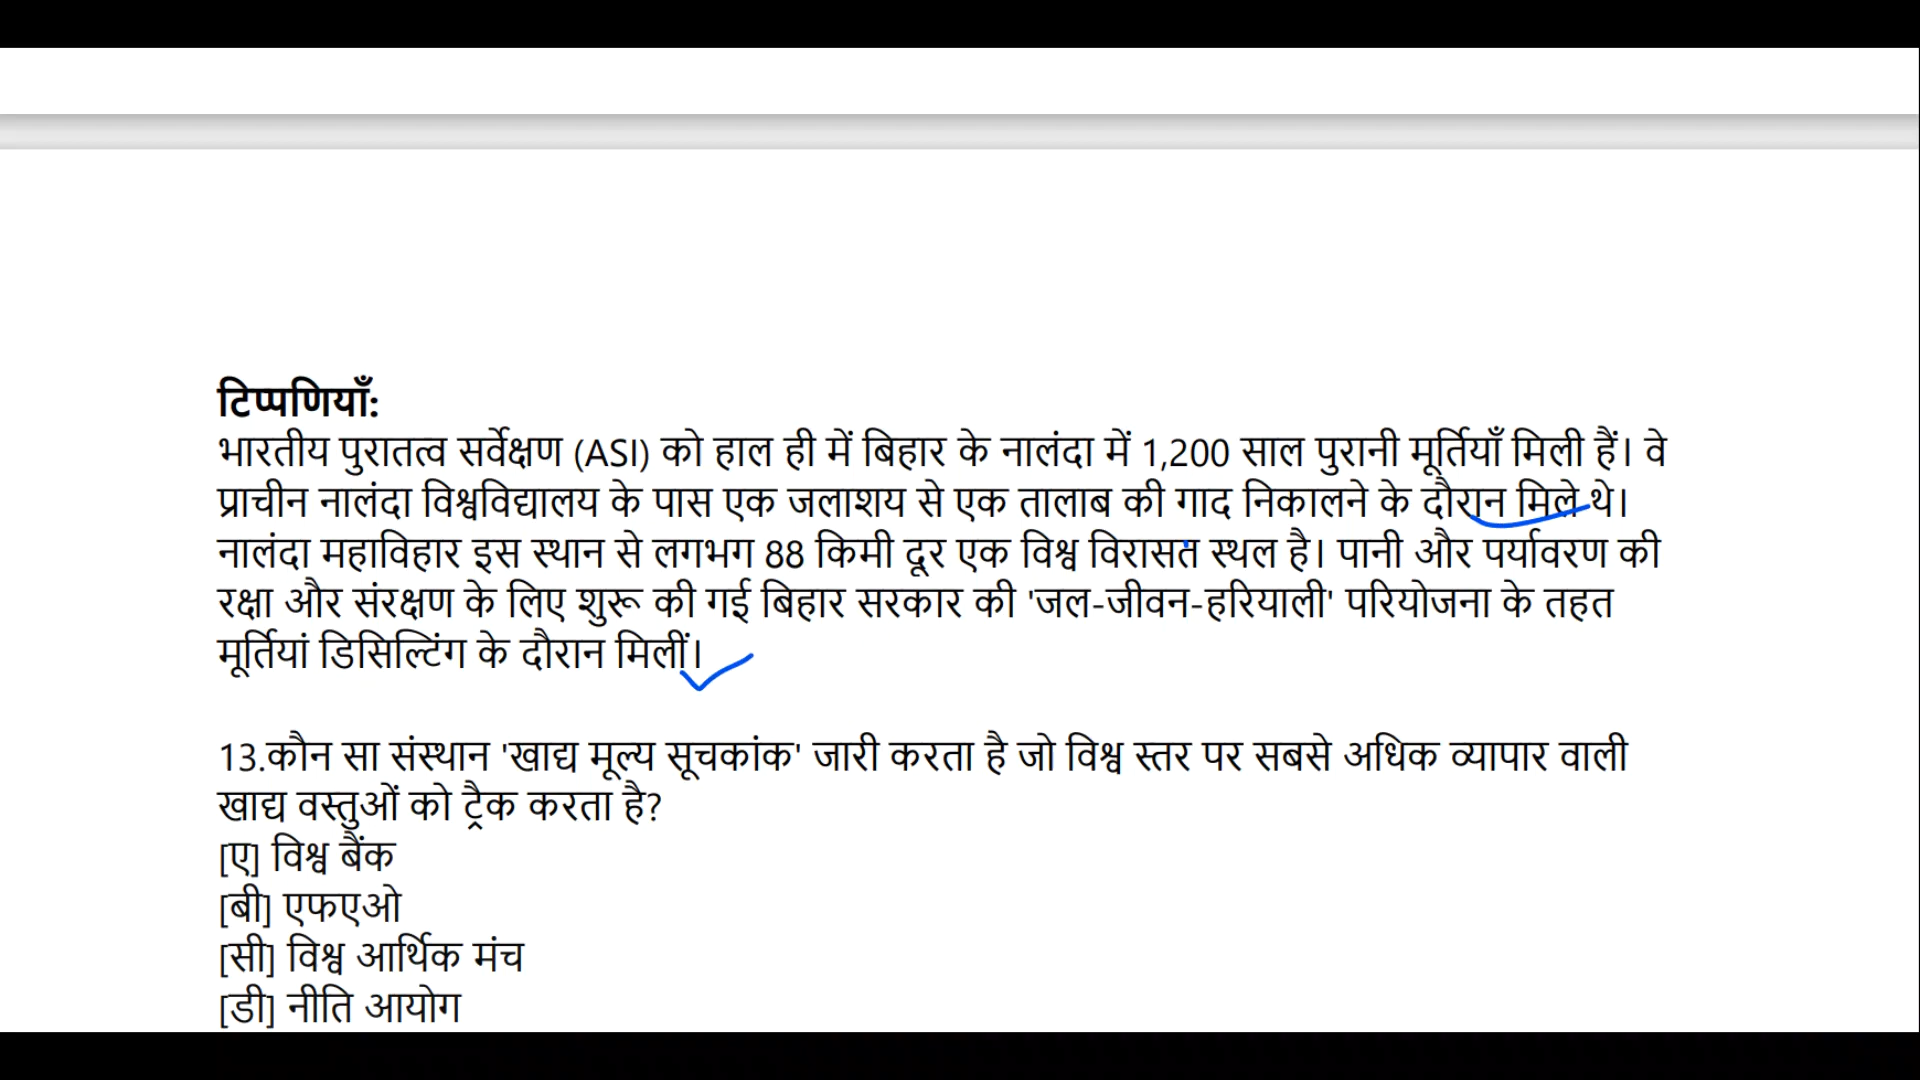 टिप्पणियाँ:
भारतीय पुरातत्व सर्वेक्षण (ASI) को हाल ही में बिहार के नालंदा में 1,200 साल पुरानी मूर्तियाँ मिली हैं। वे
प्राचीन नालंदा विश्वविद्यालय के पास एक जलाशय से एक तालाब की गाद निकालने के दौरान मिले थे।
नालंदा महाविहार इस स्थान से लगभग 88 किमी दूर एक विश्व विरासत स्थल है। पानी और पर्यावरण की
रक्षा और संरक्षण के लिए शुरू की गई बिहार सरकार की 'जल-जीवन-हरियाली' परियोजना के तहत
मूर्तियां डिसिल्टिंग के दौरान मिलीं।
13.कौन सा संस्थान 'खाद्य मूल्य सूचकांक' जारी करता है जो विश्व स्तर पर सबसे अधिक व्यापार वाली
खाद्य वस्तुओं को ट्रैक करता है?
[ए] विश्व बैंक
[बी] एफएओ
[सी] विश्व आर्थिक मंच
[डी] नीति आयोग